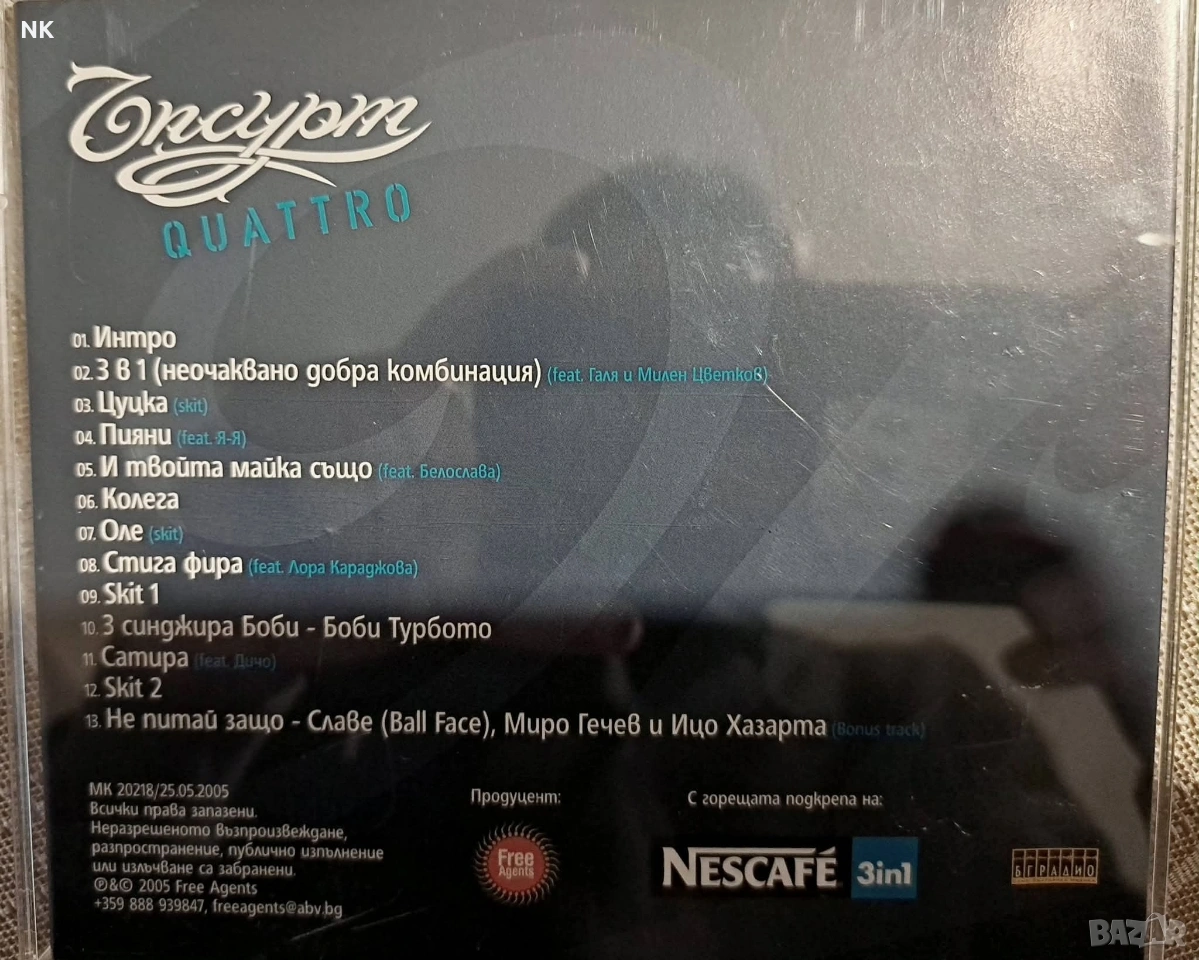 NK
Ъпсурт
QUATTRO
01. Интро
02. 3 в 1 (неочаквано добра комбинация) (feat. Галя и Милен Цветков)
03. Цуцка (skit)
04. Пияни (feat. Я-Я)
05. И твойта майка също (feat. Белослава)
06. Колега
07. Оле (skit)
08. Стига фира (feat. Лора Караджова)
09. Skit 1
10. 3 синджира Боби - Боби Турбото
11. Сатира (feat. Дичо)
12. Skit 2
13. Не питай защо - Славе (Ball Face), Миро Гечев и Ицо Хазарта (Bonus track)
МК 20218/25.05.2005
Всички права запазени.
Неразрешеното възпроизвеждане,
разпространение, публично изпълнение
или излъчване са забранени.
℗&© 2005 Free Agents
+359 888 939847, freeagents@abv.bg
Продуцент:
Free
Agents
С горещата подкрепа на:
NESCAFÉ 3in1
БГРАДИО
BAZAR